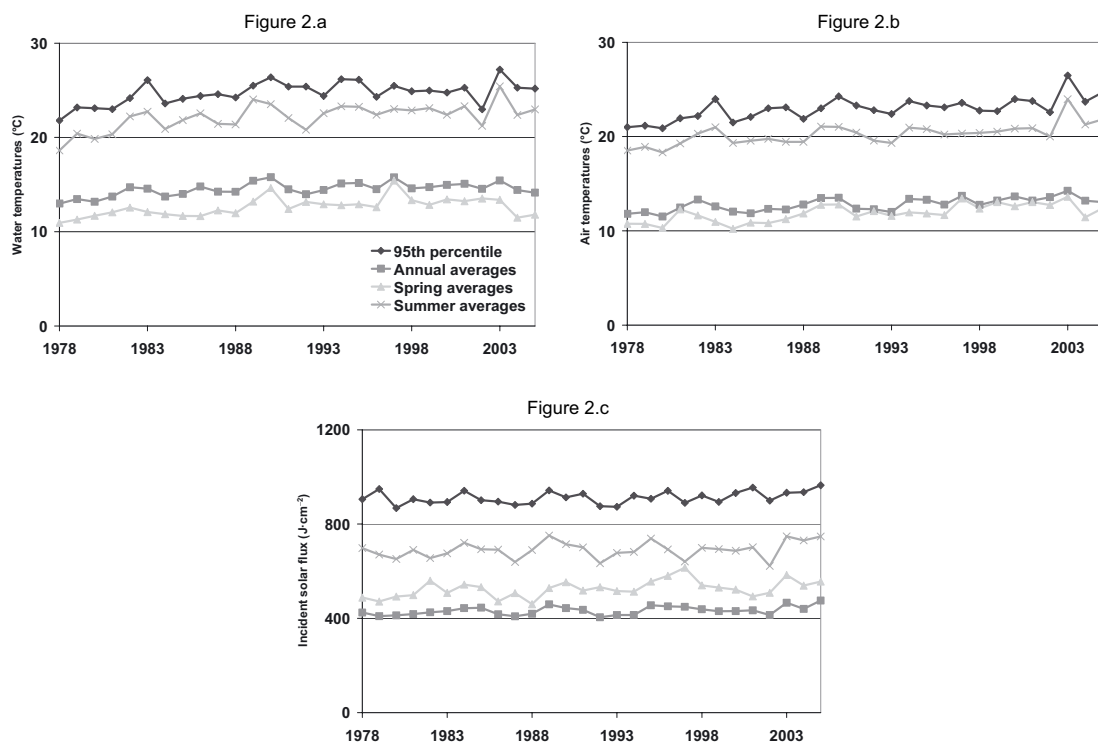 Figure 2.a
30
20
10
0
Water temperatures (°C)
95th percentile
Annual averages
Spring averages
Summer averages
1978 1983 1988 1993 1998 2003
Figure 2.b
30
20
10
0
Air temperatures (°C)
1978 1983 1988 1993 1998 2003
Figure 2.c
1200
800
400
0
Incident solar flux (J·cm⁻²)
1978 1983 1988 1993 1998 2003